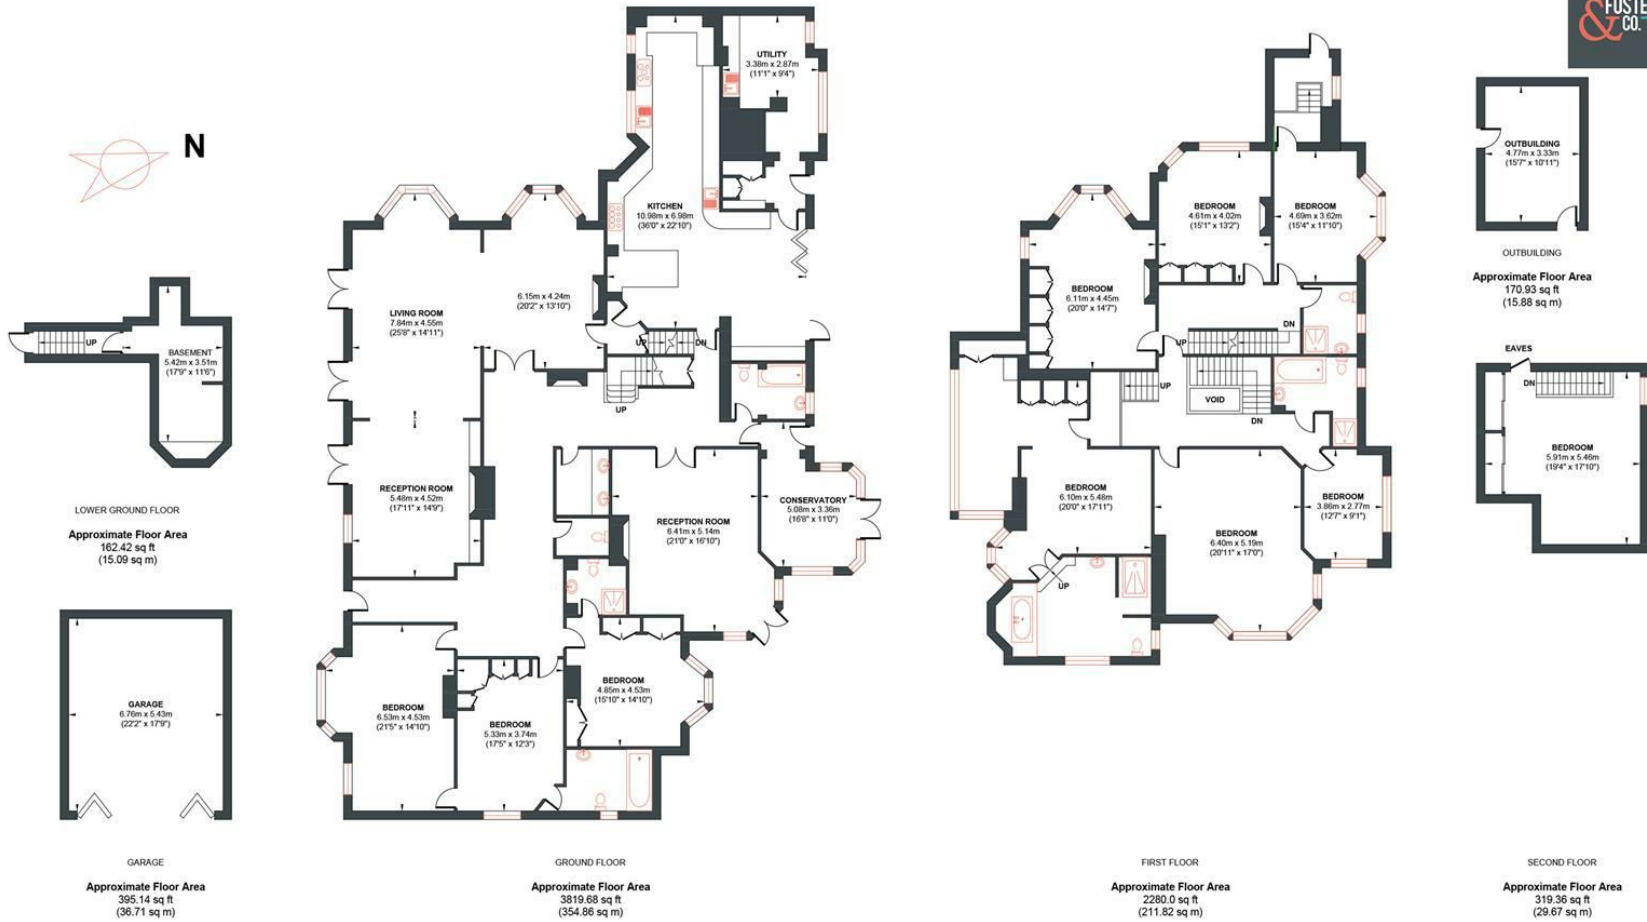 & FOSTE
CO.
N
UP
BASEMENT
5.42m x 3.51m
(17'9" x 11'6")
LOWER GROUND FLOOR
Approximate Floor Area
162.42 sq ft
(15.09 sq m)
GARAGE
6.76m x 5.43m
(22'2" x 17'9")
GARAGE
Approximate Floor Area
395.14 sq ft
(36.71 sq m)
UTILITY
3.38m x 2.87m
(11'1" x 9'4")
KITCHEN
10.98m x 6.98m
(36'0" x 22'10")
LIVING ROOM
7.84m x 4.55m
(25'8" x 14'11")
6.15m x 4.24m
(20'2" x 13'10")
UP
DN
UP
RECEPTION ROOM
5.48m x 4.52m
(17'11" x 14'9")
RECEPTION ROOM
6.41m x 5.14m
(21'0" x 16'10")
CONSERVATORY
5.08m x 3.36m
(16'8" x 11'0")
BEDROOM
6.53m x 4.53m
(21'5" x 14'10")
BEDROOM
5.33m x 3.74m
(17'5" x 12'3")
BEDROOM
4.85m x 4.53m
(15'10" x 14'10")
GROUND FLOOR
Approximate Floor Area
3819.68 sq ft
(354.86 sq m)
BEDROOM
4.61m x 4.02m
(15'1" x 13'2")
BEDROOM
4.69m x 3.62m
(15'4" x 11'10")
BEDROOM
6.11m x 4.45m
(20'0" x 14'7")
DN
UP
UP
VOID
DN
BEDROOM
6.10m x 5.48m
(20'0" x 17'11")
BEDROOM
6.40m x 5.19m
(20'11" x 17'0")
BEDROOM
3.86m x 2.77m
(12'7" x 9'1")
UP
FIRST FLOOR
Approximate Floor Area
2280.0 sq ft
(211.82 sq m)
OUTBUILDING
4.77m x 3.33m
(15'7" x 10'11")
OUTBUILDING
Approximate Floor Area
170.93 sq ft
(15.88 sq m)
EAVES
DN
BEDROOM
5.91m x 5.46m
(19'4" x 17'10")
SECOND FLOOR
Approximate Floor Area
319.36 sq ft
(29.67 sq m)